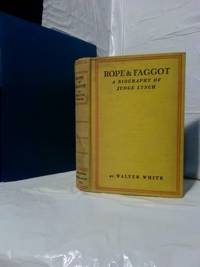 ROPE & FAGGOT
A BIOGRAPHY OF
JUDGE LYNCH
BY WALTER WHITE